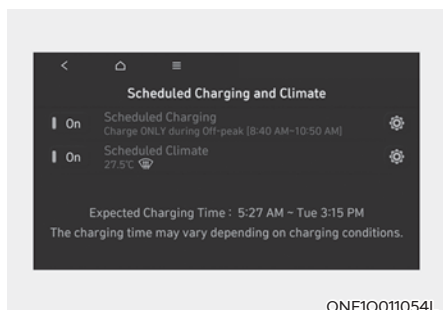 Scheduled Charging and Climate
On Scheduled Charging
Charge ONLY during Off-peak [8:40 AM~10:50 AM]
On Scheduled Climate
27.5℃
Expected Charging Time : 5:27 AM ~ Tue 3:15 PM
The charging time may vary depending on charging conditions.
ONE1Q011054L